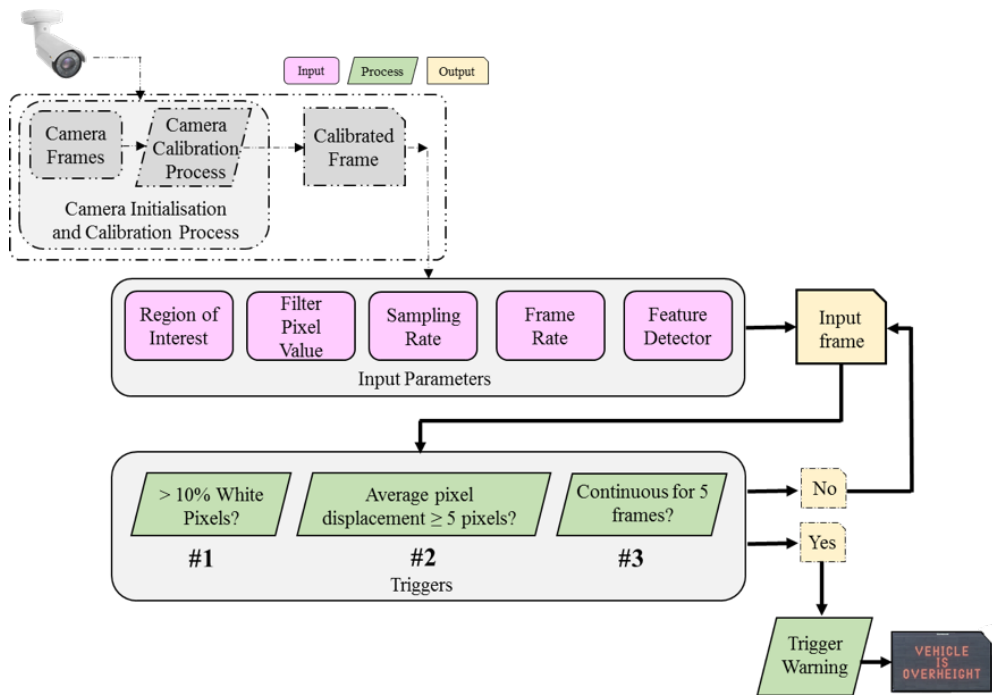 Input
Process
Output
Camera
Frames
Camera
Calibration
Process
Calibrated
Frame
Camera Initialisation
and Calibration Process
Region of
Interest
Filter
Pixel
Value
Sampling
Rate
Frame
Rate
Feature
Detector
Input Parameters
Input
frame
> 10% White
Pixels?
#1
Average pixel
displacement ≥ 5 pixels?
#2
Continuous for 5
frames?
#3
Triggers
No
Yes
Trigger
Warning
VEHICLE
IS
OVERHEIGHT